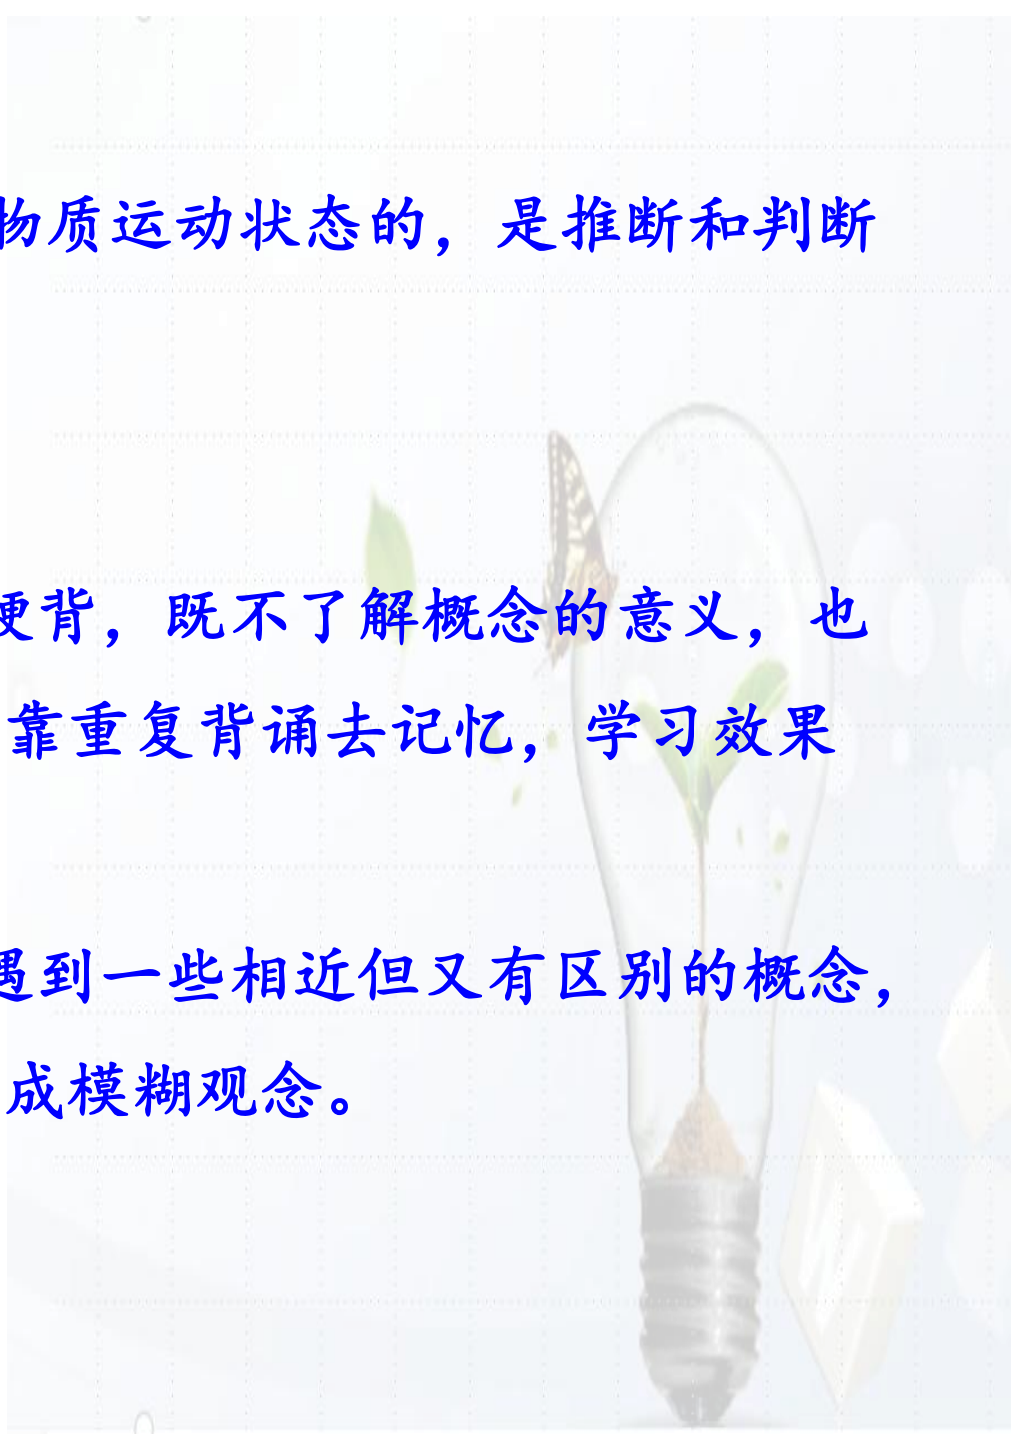 物质运动状态的，是推断和判断
硬背，既不了解概念的意义，也
靠重复背诵去记忆，学习效果
遇到一些相近但又有区别的概念，
成模糊观念。